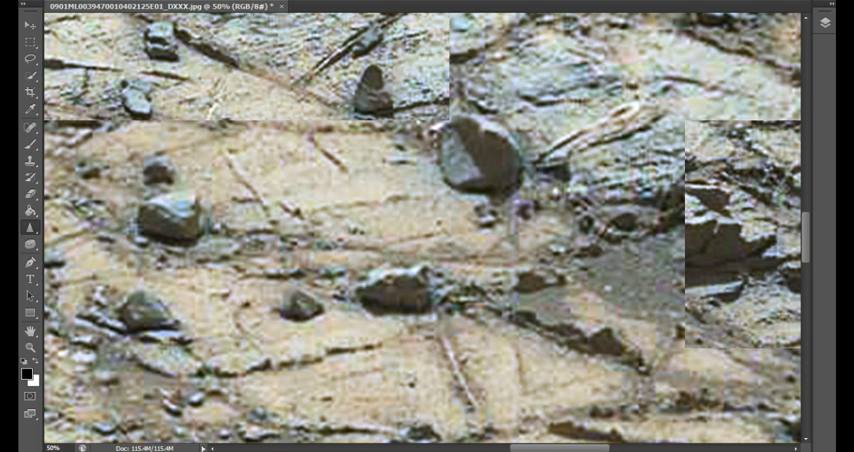 0901ML0039470010402125E01_DXXX.jpg @ 50% (RGB/8#) * ×
50% Doc: 115.4M/115.4M